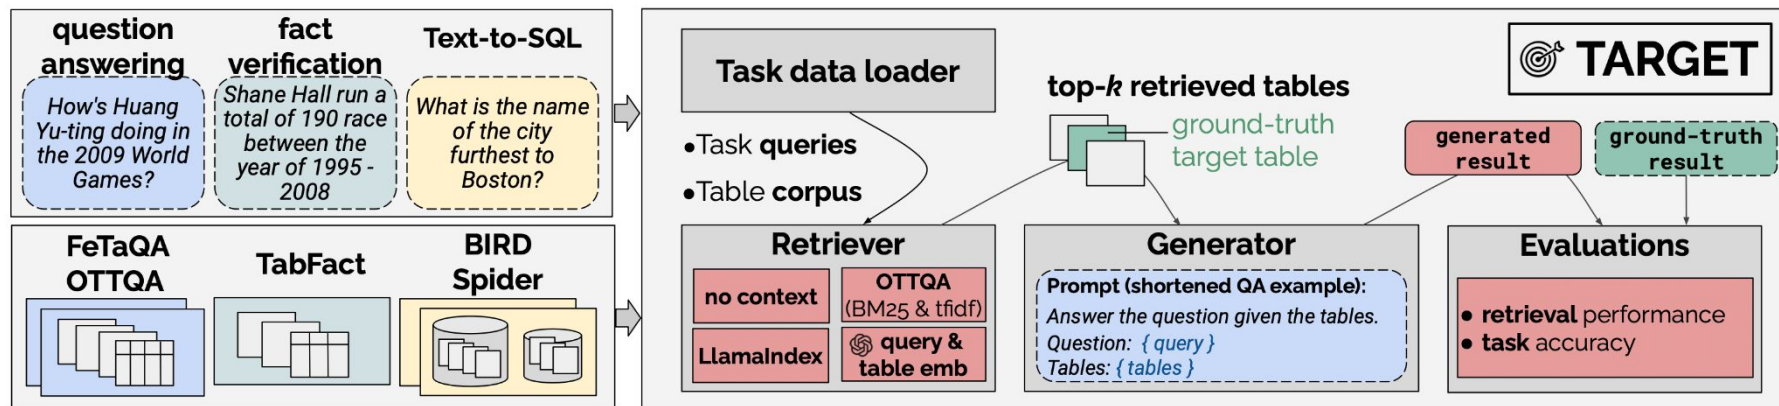 question
answering
How's Huang
Yu-ting doing in
the 2009 World
Games?
fact
verification
Shane Hall run a
total of 190 race
between the
year of 1995 -
2008
Text-to-SQL
What is the name
of the city
furthest to
Boston?
FeTaQA
OTTQA
TabFact
BIRD
Spider
TARGET
Task data loader
•Task queries
•Table corpus
top-k retrieved tables
ground-truth
target table
generated
result
ground-truth
result
Retriever
no context
OTTQA
(BM25 & tfidf)
LlamaIndex
query &
table emb
Generator
Prompt (shortened QA example):
Answer the question given the tables.
Question: { query }
Tables: { tables }
Evaluations
• retrieval performance
• task accuracy